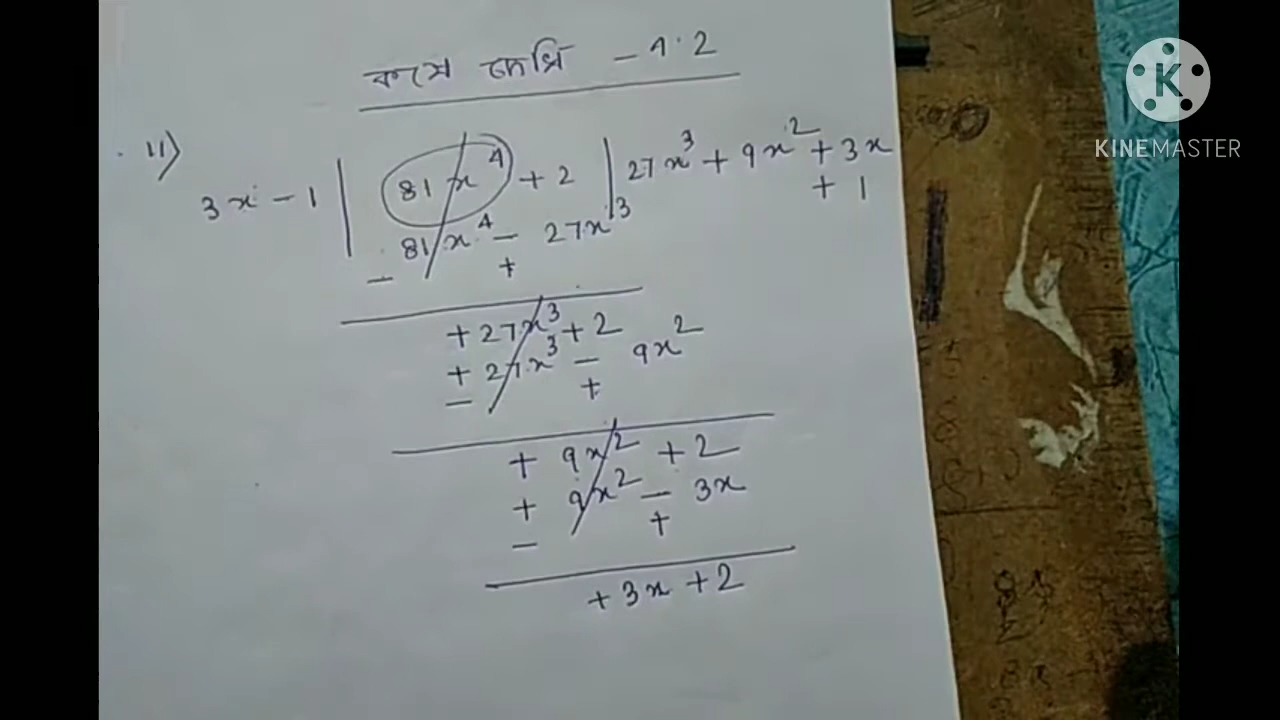 কষে দেখি - 4.2
11)
3x - 1 | 81x⁴ + 2 | 27x³ + 9x² + 3x
+ 1
81x⁴ - 27x³
- +
+ 27x³ + 2
+ 27x³ - 9x²
- +
+ 9x² + 2
+ 9x² - 3x
- +
+ 3x + 2
K
KINEMASTER